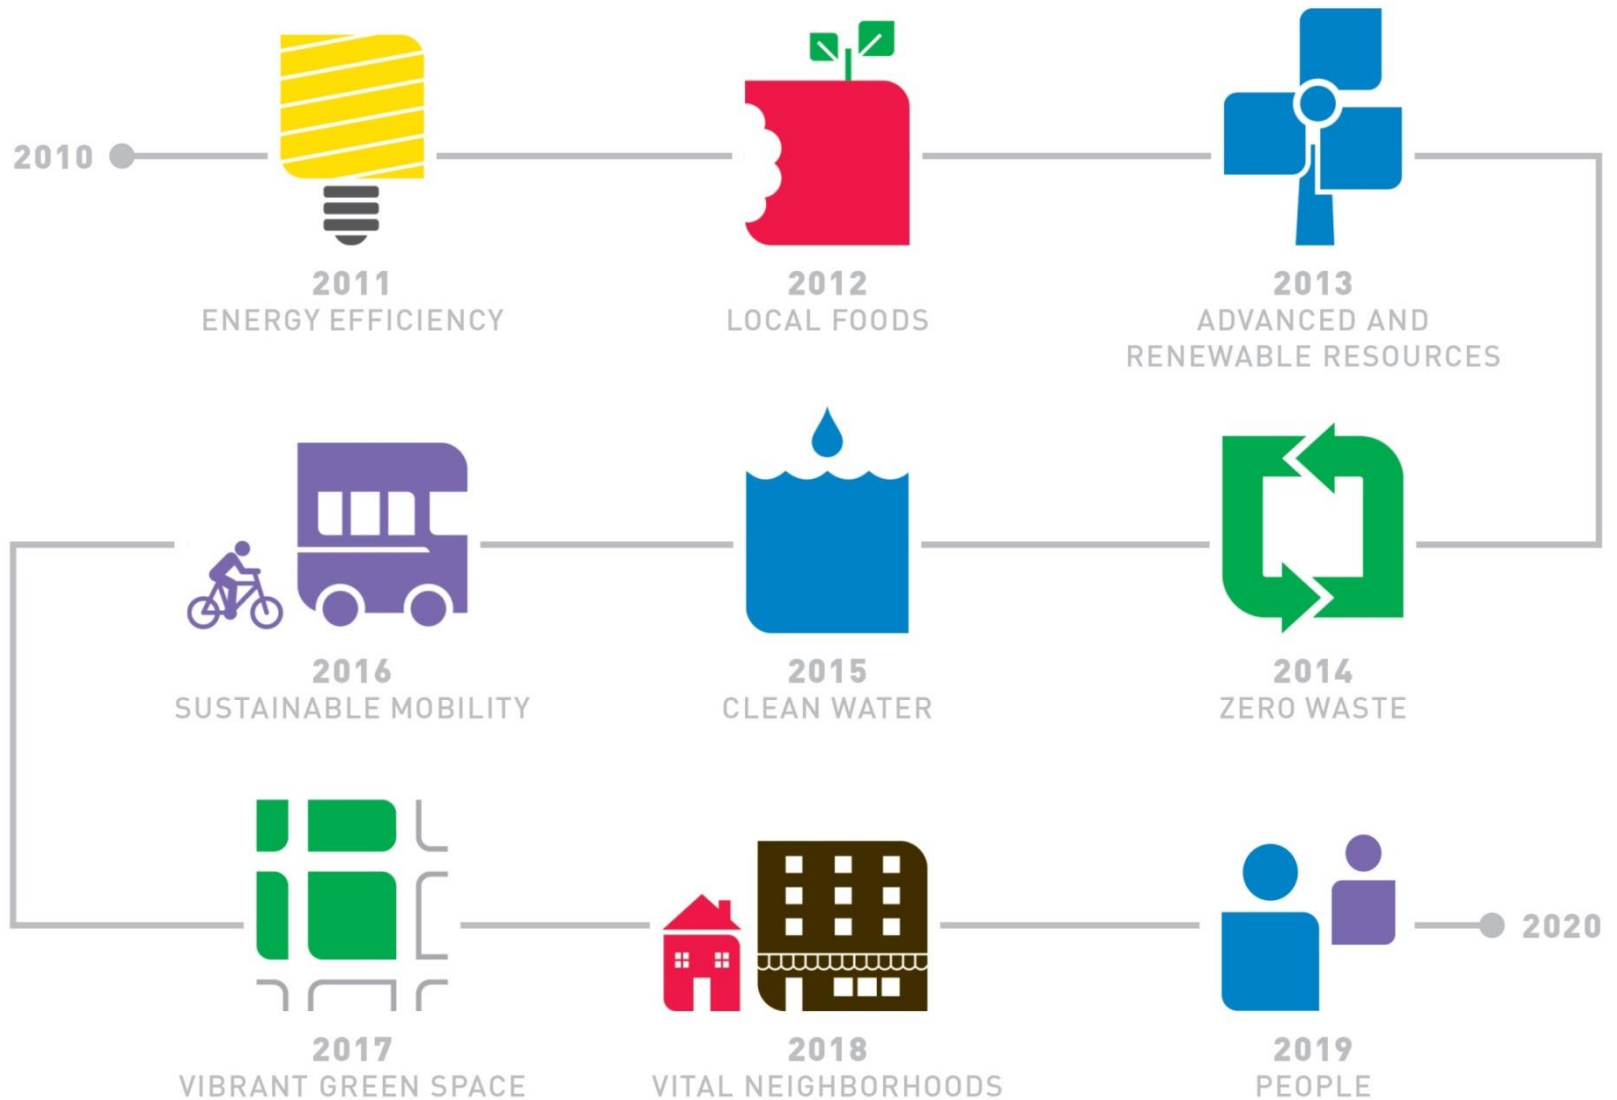 2010
2011
ENERGY EFFICIENCY
2012
LOCAL FOODS
2013
ADVANCED AND
RENEWABLE RESOURCES
2016
SUSTAINABLE MOBILITY
2015
CLEAN WATER
2014
ZERO WASTE
2017
VIBRANT GREEN SPACE
2018
VITAL NEIGHBORHOODS
2019
PEOPLE
2020